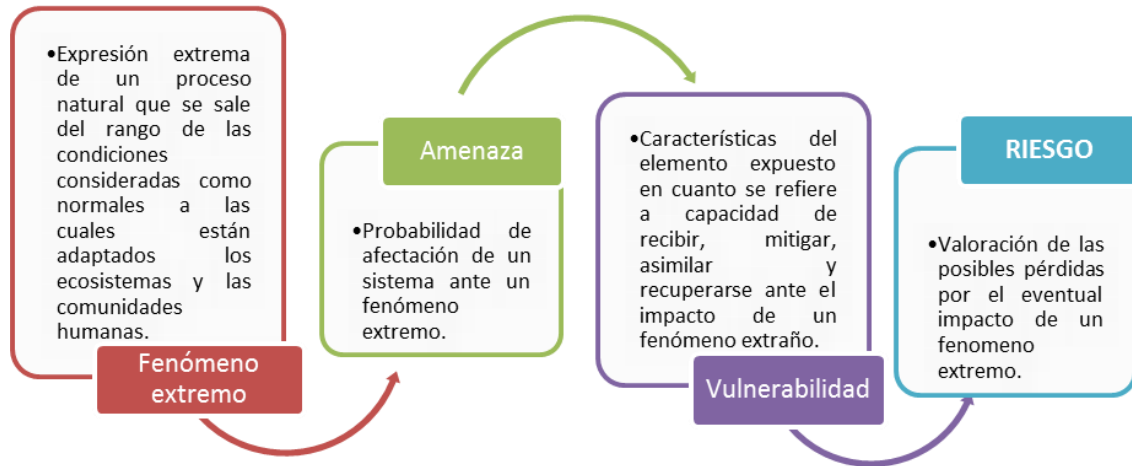 •Expresión extrema
de un proceso
natural que se sale
del rango de las
condiciones
consideradas como
normales a las
cuales están
adaptados los
ecosistemas y las
comunidades
humanas.
Fenómeno
extremo
Amenaza
•Probabilidad de
afectación de un
sistema ante un
fenómeno
extremo.
•Características del
elemento expuesto
en cuanto se refiere
a capacidad de
recibir, mitigar,
asimilar y
recuperarse ante el
impacto de un
fenómeno extraño.
Vulnerabilidad
RIESGO
•Valoración de las
posibles pérdidas
por el eventual
impacto de un
fenomeno
extremo.